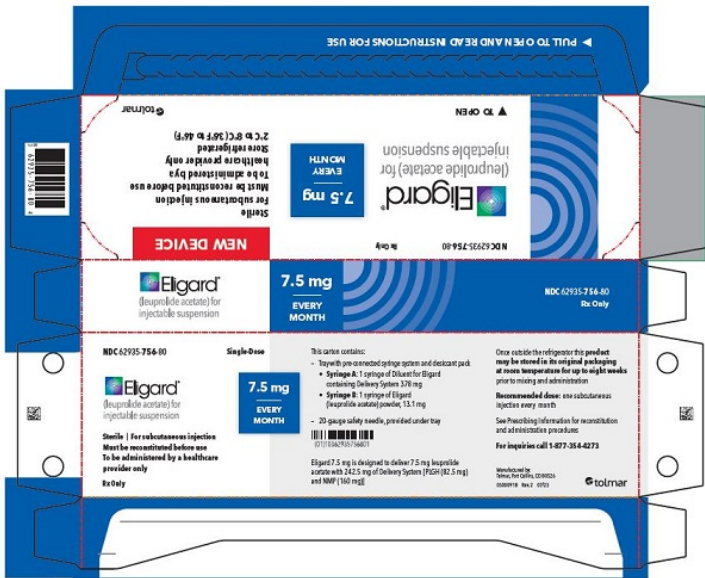 ▶ PULL TO OPEN AND READ INSTRUCTIONS FOR USE
NDC 62935-756-80
Rx Only
Eligard®
(leuprolide acetate) for
injectable suspension
7.5 mg
EVERY
MONTH
NEW DEVICE
Sterile
For subcutaneous injection
Must be reconstituted before use
To be administered by a
healthcare provider only
Store refrigerated
2°C to 8°C (36°F to 46°F)
▼ TO OPEN
tolmar
62935-756-80
Eligard®
(leuprolide acetate) for
injectable suspension
7.5 mg
EVERY
MONTH
NDC 62935-756-80
Rx Only
NDC 62935-756-80
Single-Dose
Eligard®
(leuprolide acetate) for
injectable suspension
7.5 mg
EVERY
MONTH
Sterile | For subcutaneous injection
Must be reconstituted before use
To be administered by a healthcare
provider only
Rx Only
This carton contains:
– Tray with pre-connected syringe system and desiccant pack
• Syringe A: 1 syringe of Diluent for Eligard
containing Delivery System 378 mg
• Syringe B: 1 syringe of Eligard
(leuprolide acetate) powder, 13.1 mg
– 20-gauge safety needle, provided under tray
(01)10362935756801
Eligard 7.5 mg is designed to deliver 7.5 mg leuprolide
acetate with 242.5 mg of Delivery System [PLGH (82.5 mg)
and NMP (160 mg)]
Once outside the refrigerator this product
may be stored in its original packaging
at room temperature for up to eight weeks
prior to mixing and administration
Recommended dose: one subcutaneous
injection every month
See Prescribing Information for reconstitution
and administration procedures
For inquiries call 1-877-354-4273
Manufactured by:
Tolmar, Fort Collins, CO 80526
tolmar